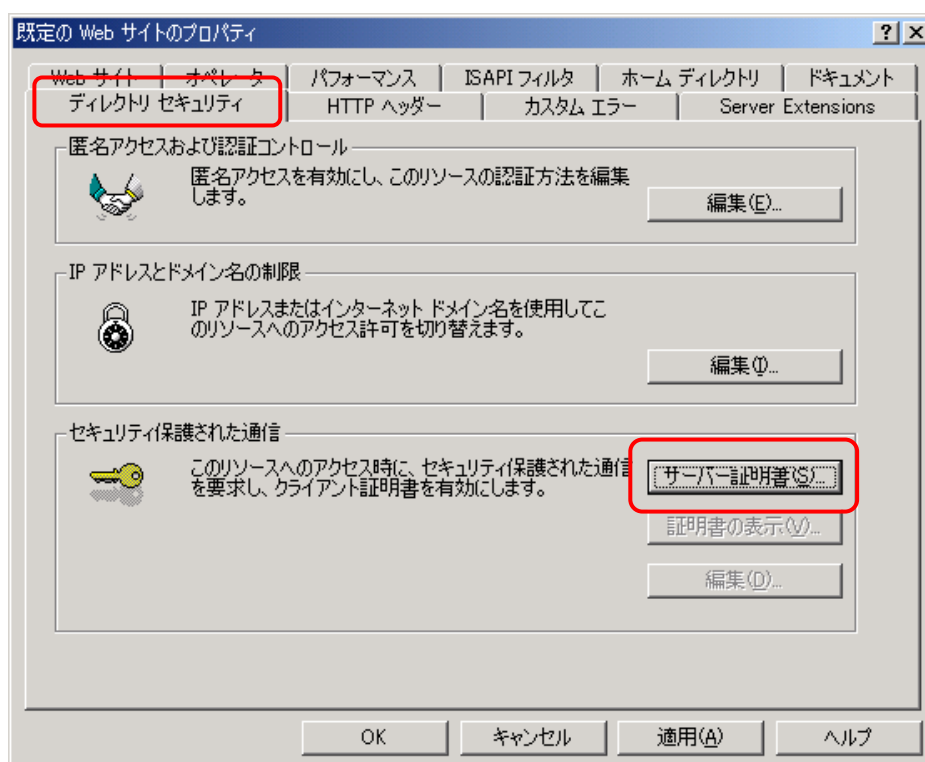 既定の Web サイトのプロパティ
? ×
Web サイト オペレータ パフォーマンス ISAPI フィルタ ホーム ディレクトリ ドキュメント
ディレクトリ セキュリティ HTTP ヘッダー カスタム エラー Server Extensions
匿名アクセスおよび認証コントロール
匿名アクセスを有効にし、このリソースの認証方法を編集
します。
編集(E)...
IP アドレスとドメイン名の制限
IP アドレスまたはインターネット ドメイン名を使用してこ
のリソースへのアクセス許可を切り替えます。
編集(I)...
セキュリティ保護された通信
このリソースへのアクセス時に、セキュリティ保護された通信
を要求し、クライアント証明書を有効にします。
サーバー証明書(S)...
証明書の表示(V)...
編集(D)...
OK キャンセル 適用(A) ヘルプ